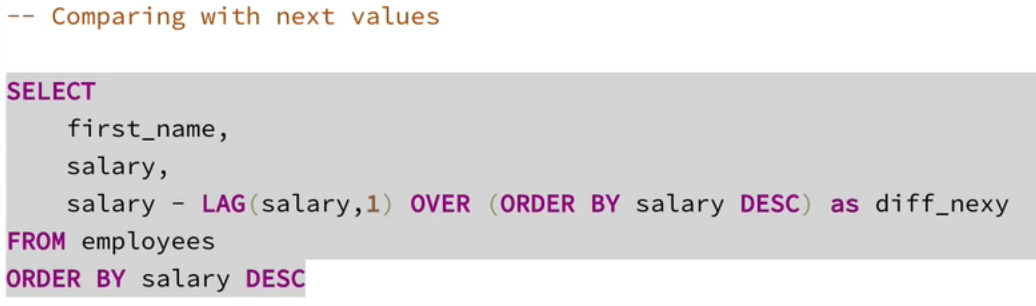 -- Comparing with next values
SELECT
first_name,
salary,
salary - LAG(salary,1) OVER (ORDER BY salary DESC) as diff_nexy
FROM employees
ORDER BY salary DESC